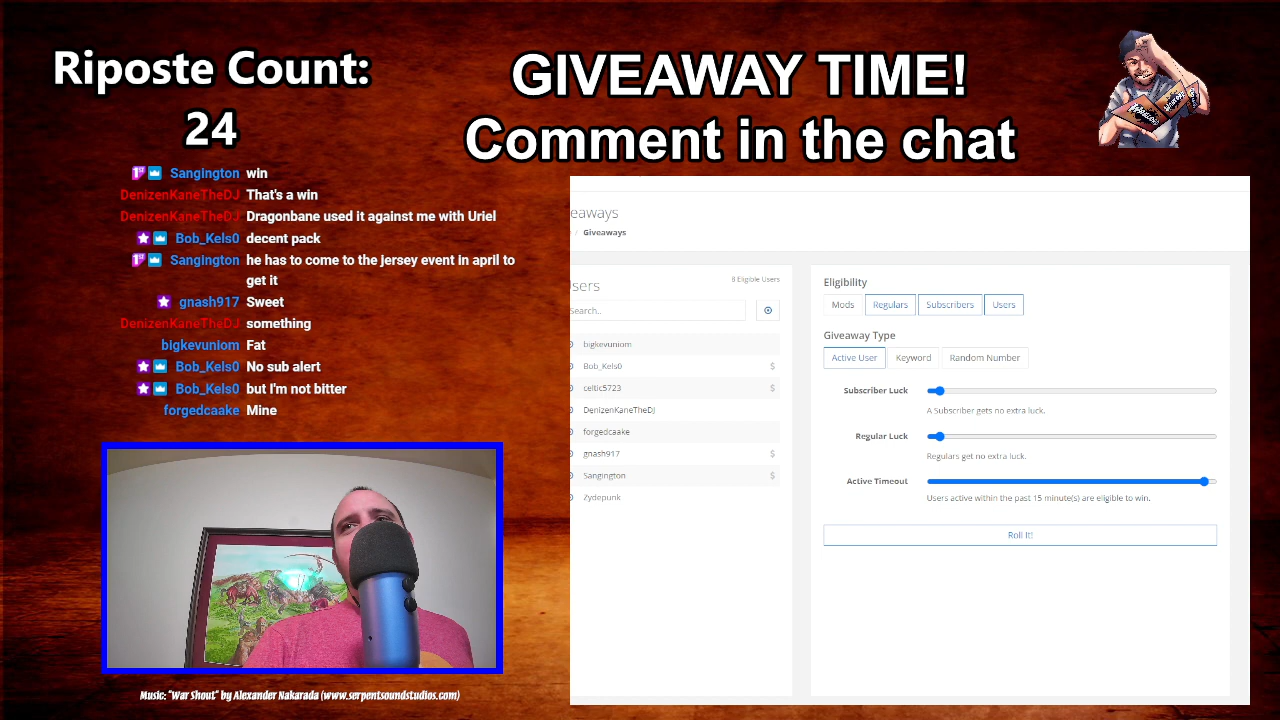 Riposte Count:
24
GIVEAWAY TIME!
Comment in the chat
Sangington win
DenizenKaneTheDJ That's a win
DenizenKaneTheDJ Dragonbane used it against me with Uriel
Bob_Kels0 decent pack
Sangington he has to come to the jersey event in april to
get it
gnash917 Sweet
DenizenKaneTheDJ something
bigkevuniom Fat
Bob_Kels0 No sub alert
Bob_Kels0 but I'm not bitter
forgedcaake Mine
Music: "War Shout" by Alexander Nakarada (www.serpentsoundstudios.com)
eaways
/ Giveaways
sers
8 Eligible Users
Search..
bigkevuniom
Bob_Kels0 $
celtic5723 $
DenizenKaneTheDJ
forgedcaake
gnash917 $
Sangington $
Zydepunk
Eligibility
Mods Regulars Subscribers Users
Giveaway Type
Active User Keyword Random Number
Subscriber Luck
A Subscriber gets no extra luck.
Regular Luck
Regulars get no extra luck.
Active Timeout
Users active within the past 15 minute(s) are eligible to win.
Roll It!